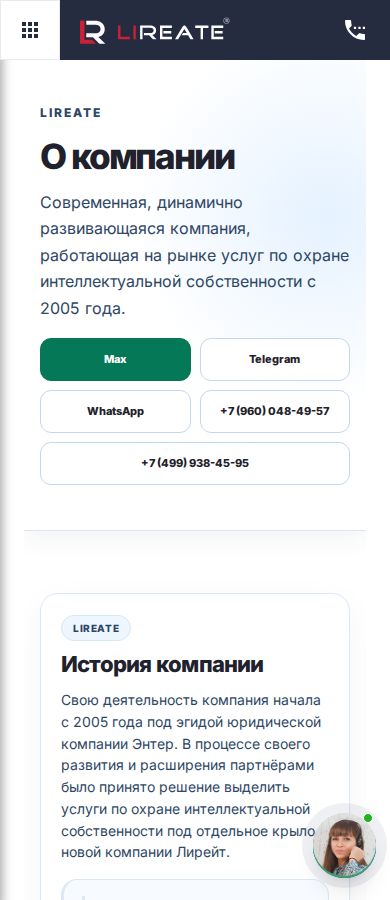 LIREATE®
LIREATE
О компании
Современная, динамично
развивающаяся компания,
работающая на рынке услуг по охране
интеллектуальной собственности с
2005 года.
Max
Telegram
WhatsApp
+7 (960) 048-49-57
+7 (499) 938-45-95
LIREATE
История компании
Свою деятельность компания начала
с 2005 года под эгидой юридической
компании Энтер. В процессе своего
развития и расширения партнёрами
было принято решение выделить
услуги по охране интеллектуальной
собственности под отдельное крыло
новой компании Лирейт.